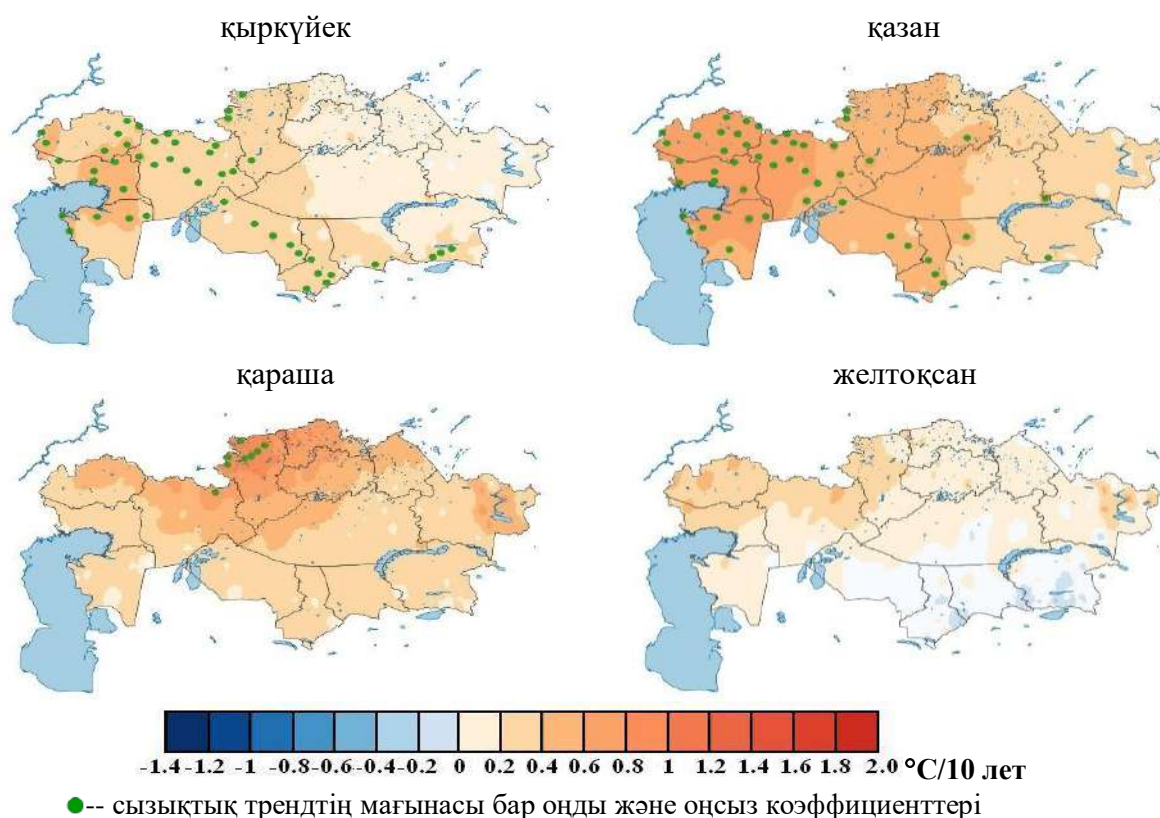 қыркүйек
қазан
қараша
желтоқсан
-1.4 -1.2 -1 -0.8 -0.6 -0.4 -0.2 0 0.2 0.4 0.6 0.8 1 1.2 1.4 1.6 1.8 2.0 °С/10 лет
-- сызықтық трендтің мағынасы бар оңды және оңсыз коэффициенттері